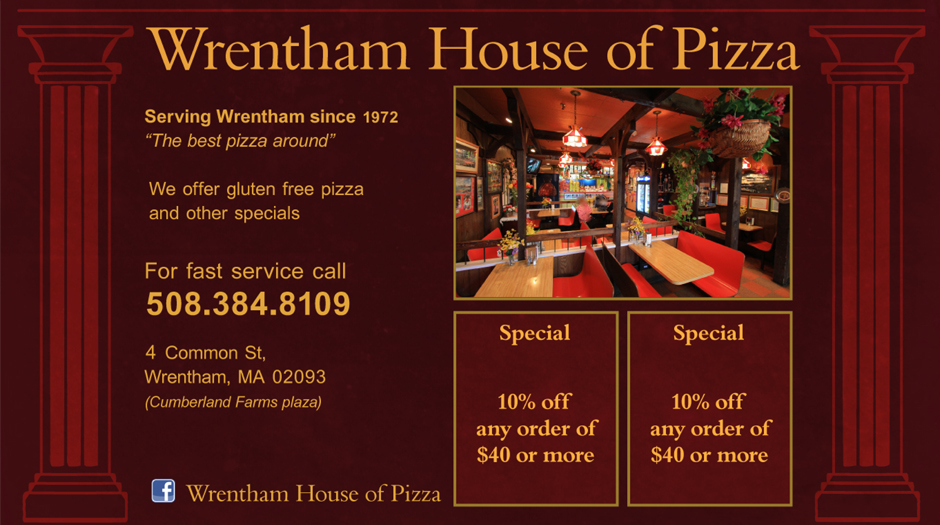 Wrentham House of Pizza
Serving Wrentham since 1972
“The best pizza around”
We offer gluten free pizza
and other specials
For fast service call
508.384.8109
4 Common St,
Wrentham, MA 02093
(Cumberland Farms plaza)
f Wrentham House of Pizza
Special
10% off
any order of
$40 or more
Special
10% off
any order of
$40 or more